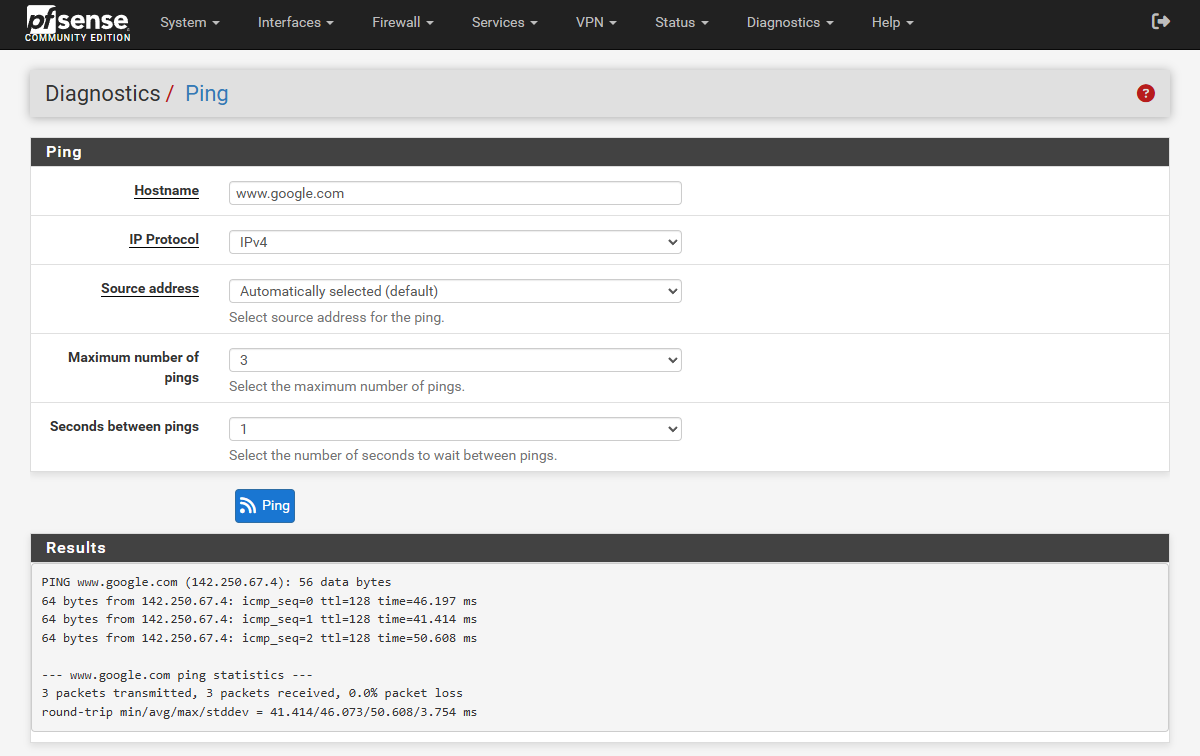 pfsense
COMMUNITY EDITION
System Interfaces Firewall Services VPN Status Diagnostics Help
Diagnostics / Ping
?
Ping
Hostname www.google.com
IP Protocol IPv4
Source address Automatically selected (default)
Select source address for the ping.
Maximum number of pings 3
Select the maximum number of pings.
Seconds between pings 1
Select the number of seconds to wait between pings.
Ping
Results
PING www.google.com (142.250.67.4): 56 data bytes
64 bytes from 142.250.67.4: icmp_seq=0 ttl=128 time=46.197 ms
64 bytes from 142.250.67.4: icmp_seq=1 ttl=128 time=41.414 ms
64 bytes from 142.250.67.4: icmp_seq=2 ttl=128 time=50.608 ms
--- www.google.com ping statistics ---
3 packets transmitted, 3 packets received, 0.0% packet loss
round-trip min/avg/max/stddev = 41.414/46.073/50.608/3.754 ms